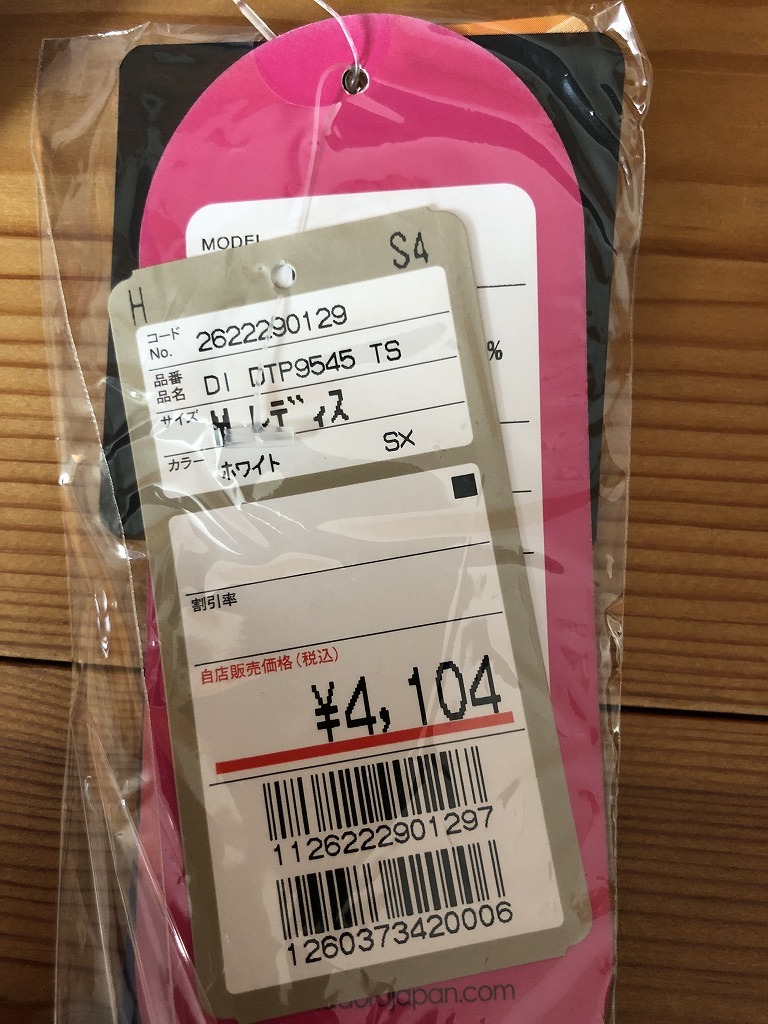 MODEL
%
H
S4
コード No. 2622290129
品番 品名 DI DTP9545 TS
サイズ レディス
カラー ホワイト SX
■
割引率
自店販売価格(税込)
¥4,104
1126222901297
1260373420006
japan.com